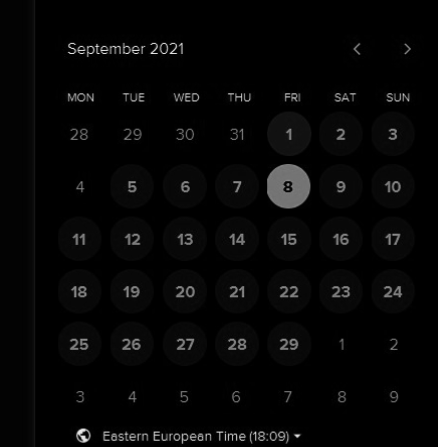 September 2021
MON TUE WED THU FRI SAT SUN
28 29 30 31 1 2 3
4 5 6 7 8 9 10
11 12 13 14 15 16 17
18 19 20 21 22 23 24
25 26 27 28 29 1 2
3 4 5 6 7 8 9
Eastern European Time (18:09)